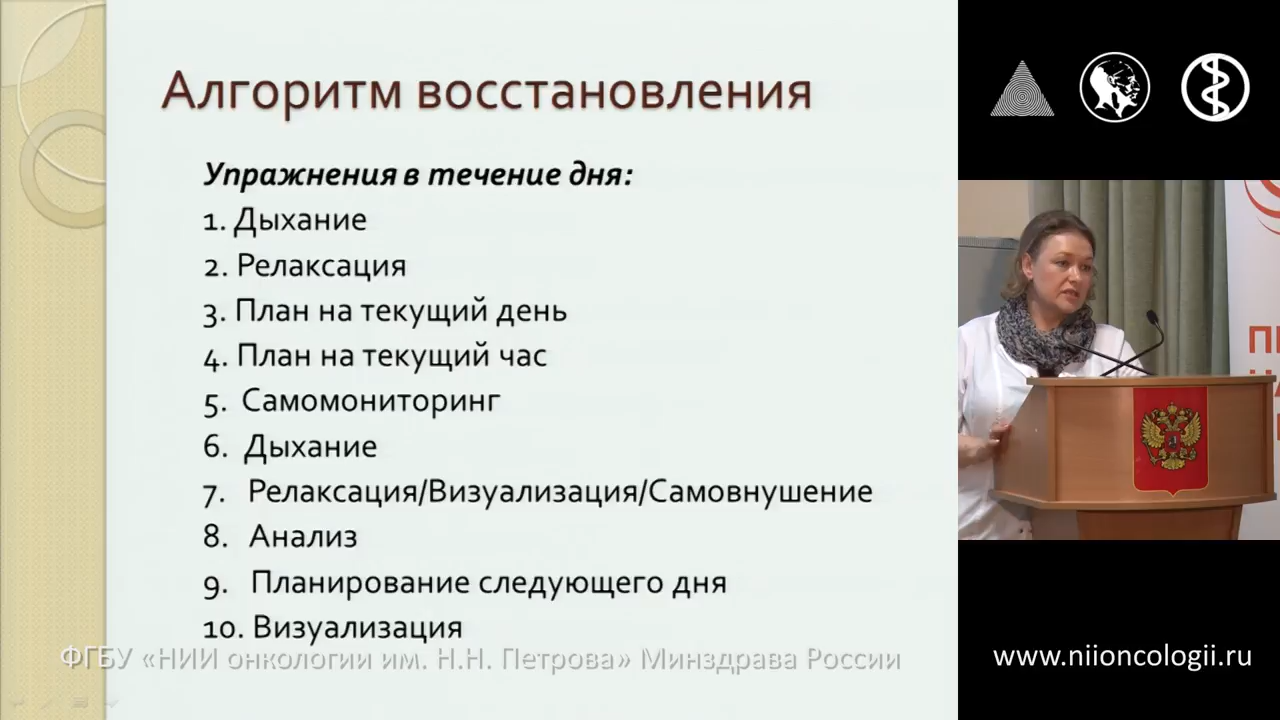 Алгоритм восстановления
Упражнения в течение дня:
1. Дыхание
2. Релаксация
3. План на текущий день
4. План на текущий час
5. Самомониторинг
6. Дыхание
7. Релаксация/Визуализация/Самовнушение
8. Анализ
9. Планирование следующего дня
10. Визуализация
ФГБУ «НИИ онкологии им. Н.Н. Петрова» Минздрава России
www.niioncologii.ru